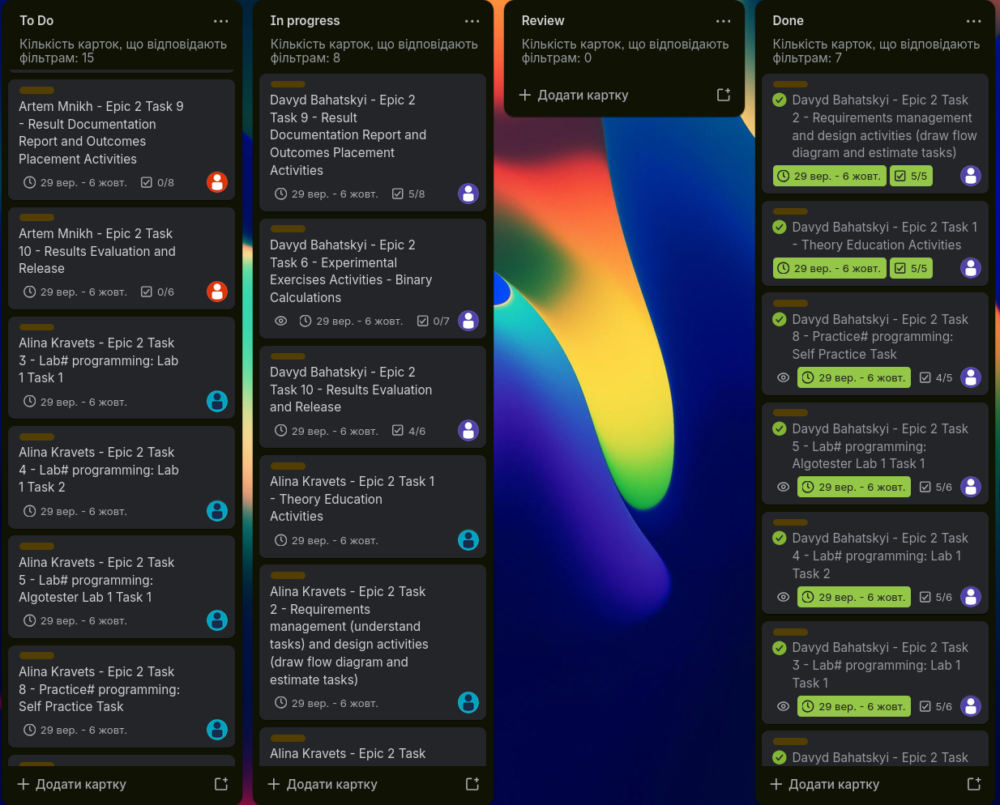 To Do
Кількість карток, що відповідають
фільтрам: 15
Artem Mnikh - Epic 2 Task 9
- Result Documentation
Report and Outcomes
Placement Activities
29 вер. - 6 жовт.
0/8
Artem Mnikh - Epic 2 Task
10 - Results Evaluation and
Release
29 вер. - 6 жовт.
0/6
Alina Kravets - Epic 2 Task
3 - Lab# programming: Lab
1 Task 1
29 вер. - 6 жовт.
Alina Kravets - Epic 2 Task
4 - Lab# programming: Lab
1 Task 2
29 вер. - 6 жовт.
Alina Kravets - Epic 2 Task
5 - Lab# programming:
Algotester Lab 1 Task 1
29 вер. - 6 жовт.
Alina Kravets - Epic 2 Task
8 - Practice# programming:
Self Practice Task
29 вер. - 6 жовт.
Додати картку
In progress
Кількість карток, що відповідають
фільтрам: 8
Davyd Bahatskyi - Epic 2
Task 9 - Result
Documentation Report and
Outcomes Placement
Activities
29 вер. - 6 жовт.
5/8
Davyd Bahatskyi - Epic 2
Task 6 - Experimental
Exercises Activities - Binary
Calculations
29 вер. - 6 жовт.
0/7
Davyd Bahatskyi - Epic 2
Task 10 - Results Evaluation
and Release
29 вер. - 6 жовт.
4/6
Alina Kravets - Epic 2 Task 1
- Theory Education
Activities
29 вер. - 6 жовт.
Alina Kravets - Epic 2 Task
2 - Requirements
management (understand
tasks) and design activities
(draw flow diagram and
estimate tasks)
29 вер. - 6 жовт.
Alina Kravets - Epic 2 Task
Додати картку
Review
Кількість карток, що відповідають
фільтрам: 0
Додати картку
Done
Кількість карток, що відповідають
фільтрам: 7
Davyd Bahatskyi - Epic 2 Task
2 - Requirements management
and design activities (draw flow
diagram and estimate tasks)
29 вер. - 6 жовт.
5/5
Davyd Bahatskyi - Epic 2 Task 1
- Theory Education Activities
29 вер. - 6 жовт.
5/5
Davyd Bahatskyi - Epic 2 Task
8 - Practice# programming:
Self Practice Task
29 вер. - 6 жовт.
4/5
Davyd Bahatskyi - Epic 2 Task
5 - Lab# programming:
Algotester Lab 1 Task 1
29 вер. - 6 жовт.
5/6
Davyd Bahatskyi - Epic 2 Task
4 - Lab# programming: Lab 1
Task 2
29 вер. - 6 жовт.
5/6
Davyd Bahatskyi - Epic 2 Task
3 - Lab# programming: Lab 1
Task 1
29 вер. - 6 жовт.
5/6
Davyd Bahatskyi - Epic 2 Task
Додати картку